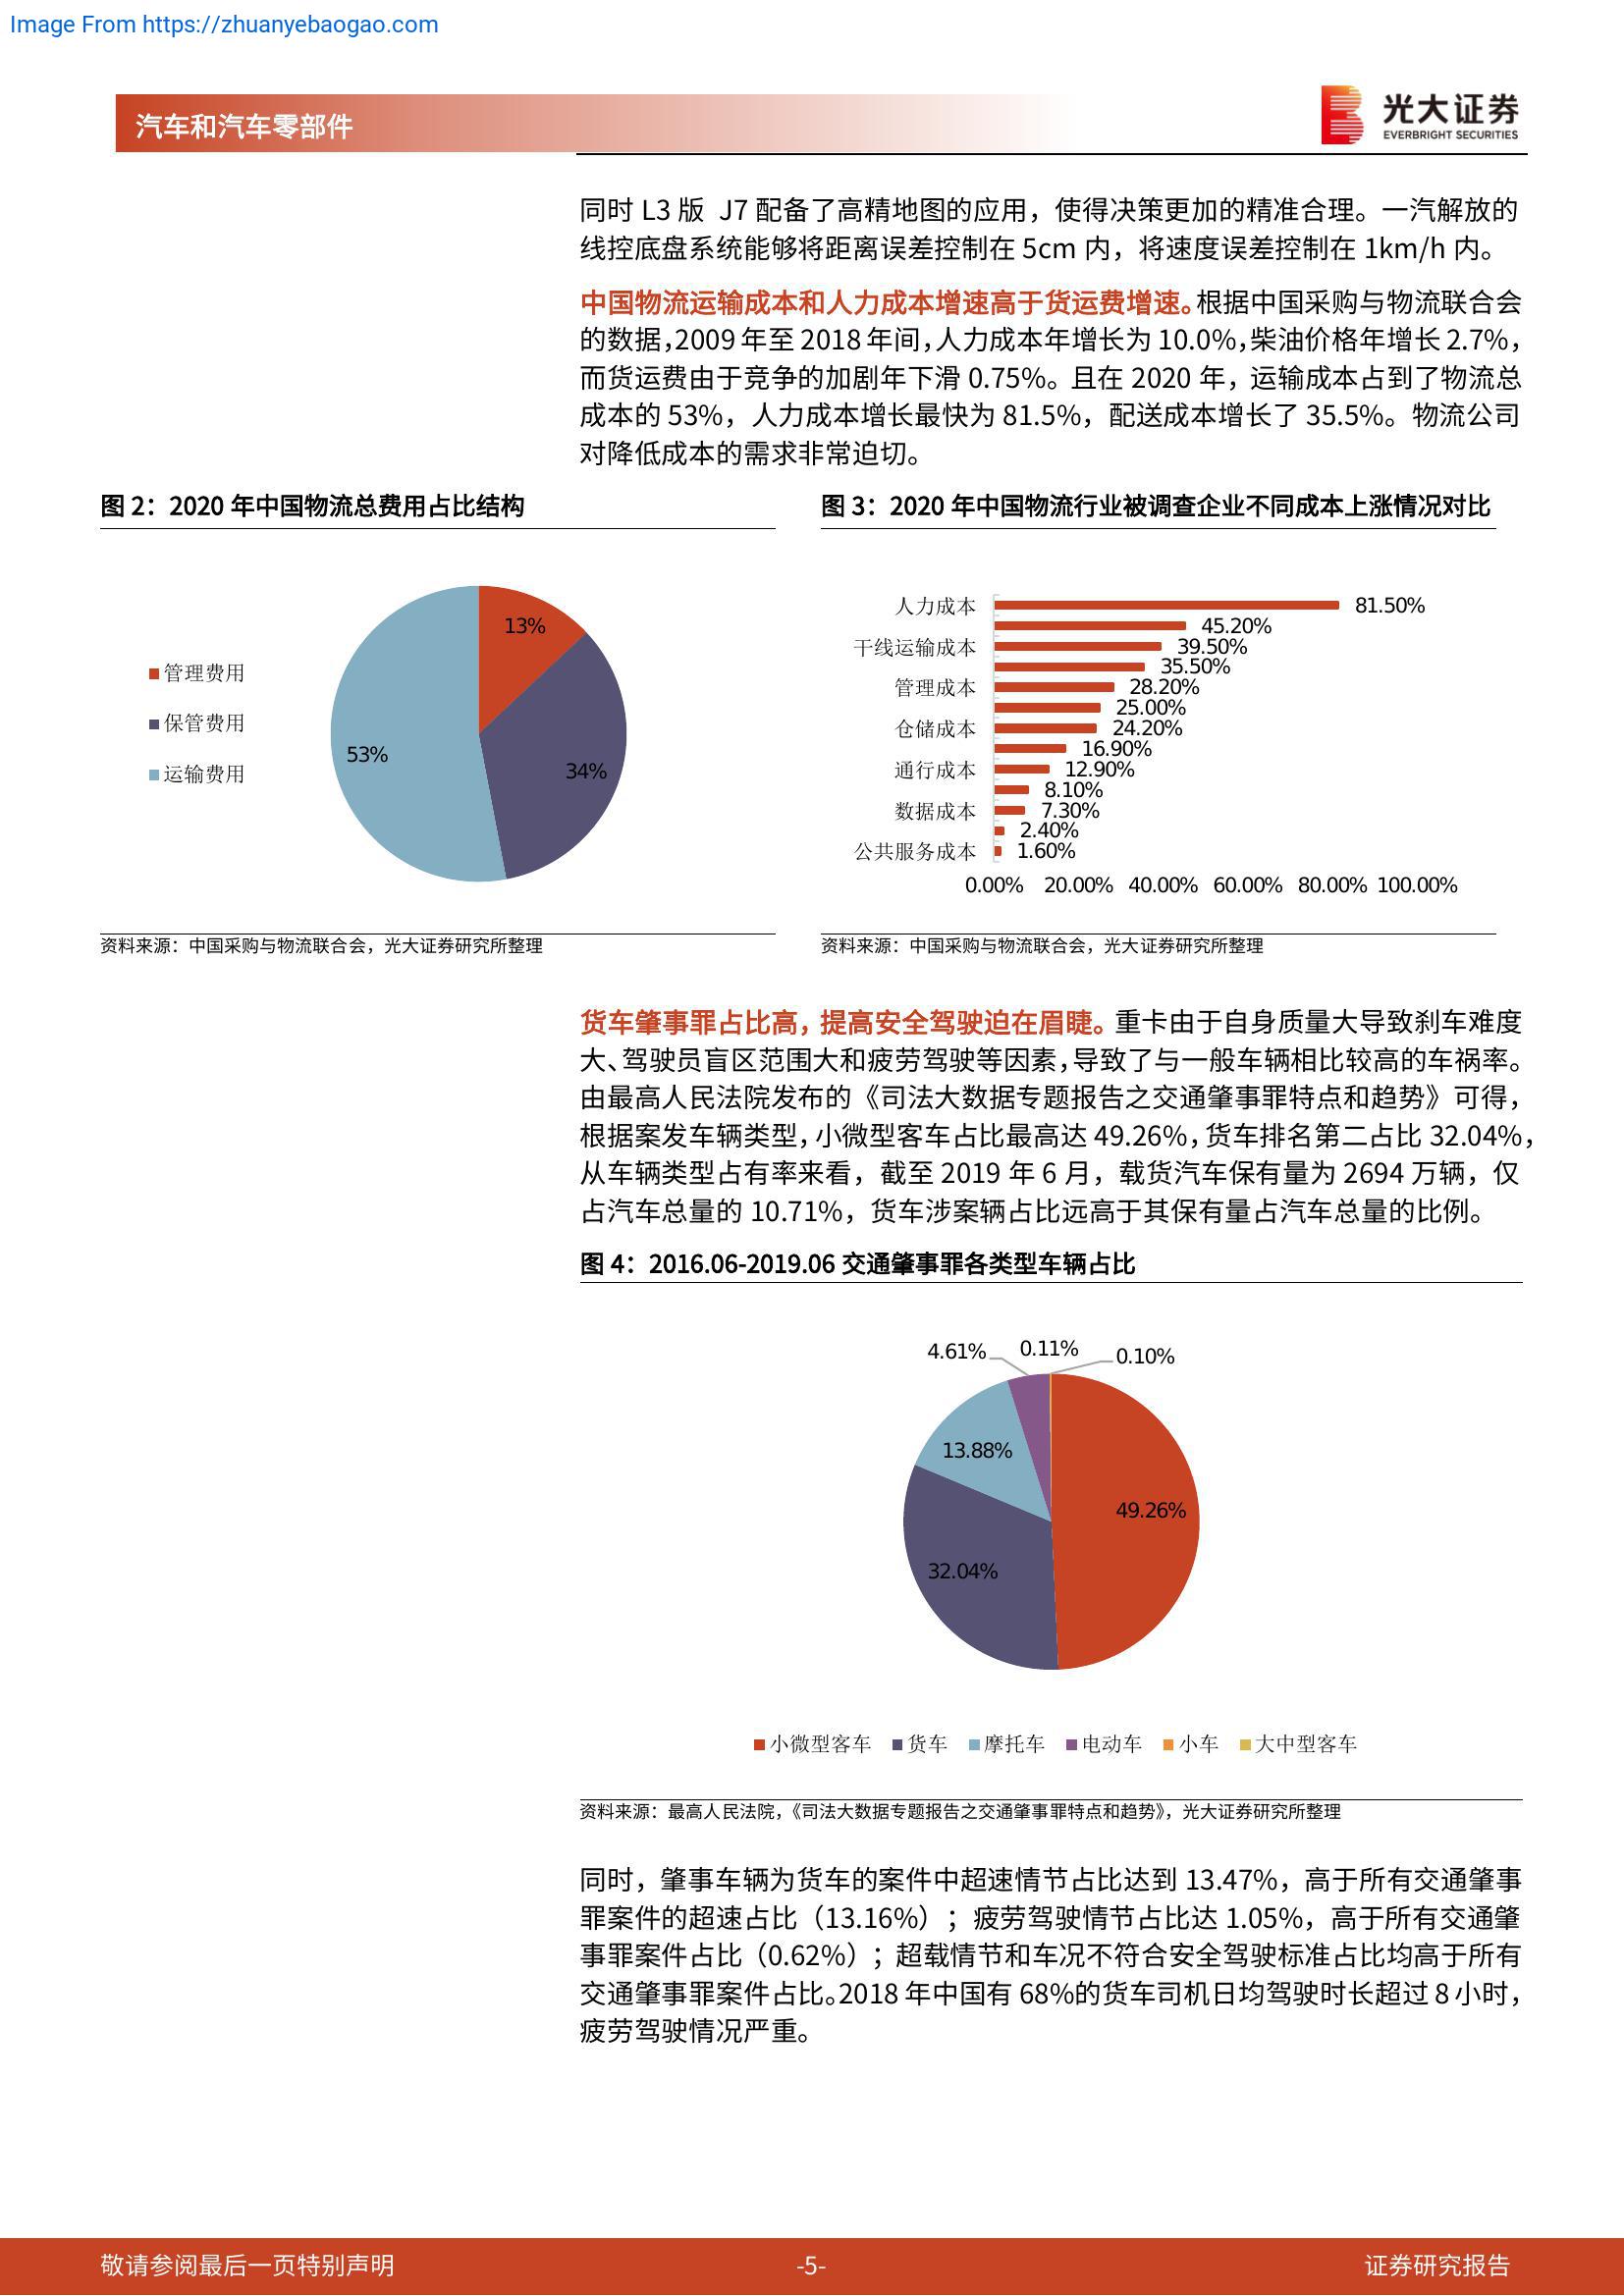 Image From https://zhuanyebaogao.com
汽车和汽车零部件
光大证券
EVERBRIGHT SECURITIES
同时 L3 版 J7 配备了高精地图的应用，使得决策更加的精准合理。一汽解放的
线控底盘系统能够将距离误差控制在 5cm 内，将速度误差控制在 1km/h 内。
中国物流运输成本和人力成本增速高于货运费增速。根据中国采购与物流联合会
的数据，2009 年至 2018 年间，人力成本年增长为 10.0%，柴油价格年增长 2.7%，
而货运费由于竞争的加剧年下滑 0.75%。且在 2020 年，运输成本占到了物流总
成本的 53%，人力成本增长最快为 81.5%，配送成本增长了 35.5%。物流公司
对降低成本的需求非常迫切。
图 2：2020 年中国物流总费用占比结构
管理费用
保管费用
运输费用
13%
34%
53%
资料来源：中国采购与物流联合会，光大证券研究所整理
图 3：2020 年中国物流行业被调查企业不同成本上涨情况对比
人力成本 81.50%
45.20%
干线运输成本 39.50%
35.50%
管理成本 28.20%
25.00%
仓储成本 24.20%
16.90%
通行成本 12.90%
8.10%
数据成本 7.30%
2.40%
公共服务成本 1.60%
0.00% 20.00% 40.00% 60.00% 80.00% 100.00%
资料来源：中国采购与物流联合会，光大证券研究所整理
货车肇事罪占比高，提高安全驾驶迫在眉睫。重卡由于自身质量大导致刹车难度
大、驾驶员盲区范围大和疲劳驾驶等因素，导致了与一般车辆相比较高的车祸率。
由最高人民法院发布的《司法大数据专题报告之交通肇事罪特点和趋势》可得，
根据案发车辆类型，小微型客车占比最高达 49.26%，货车排名第二占比 32.04%，
从车辆类型占有率来看，截至 2019 年 6 月，载货汽车保有量为 2694 万辆，仅
占汽车总量的 10.71%，货车涉案辆占比远高于其保有量占汽车总量的比例。
图 4：2016.06-2019.06 交通肇事罪各类型车辆占比
4.61% 0.11% 0.10%
13.88%
49.26%
32.04%
小微型客车 货车 摩托车 电动车 小车 大中型客车
资料来源：最高人民法院，《司法大数据专题报告之交通肇事罪特点和趋势》，光大证券研究所整理
同时，肇事车辆为货车的案件中超速情节占比达到 13.47%，高于所有交通肇事
罪案件的超速占比（13.16%）；疲劳驾驶情节占比达 1.05%，高于所有交通肇
事罪案件占比（0.62%）；超载情节和车况不符合安全驾驶标准占比均高于所有
交通肇事罪案件占比。2018 年中国有 68%的货车司机日均驾驶时长超过 8 小时，
疲劳驾驶情况严重。
敬请参阅最后一页特别声明
-5-
证券研究报告